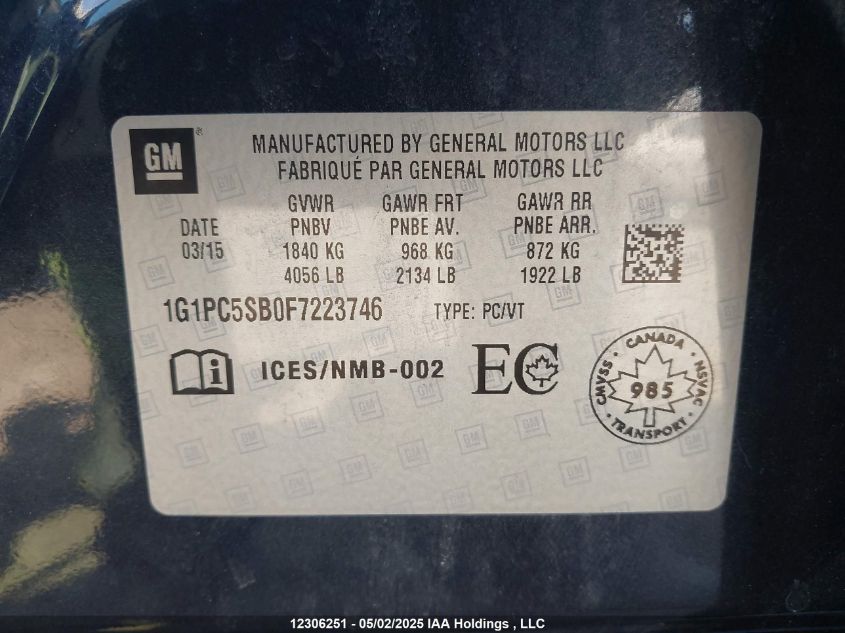 GM ®
MANUFACTURED BY GENERAL MOTORS LLC
FABRIQUÉ PAR GENERAL MOTORS LLC
GVWR GAWR FRT GAWR RR
DATE PNBV PNBE AV. PNBE ARR.
03/15 1840 KG 968 KG 872 KG
4056 LB 2134 LB 1922 LB
1G1PC5SB0F7223746 TYPE: PC/VT
i ICES/NMB-002 EC
CANADA
CMVSS 985 NSVAC
TRANSPORT
12306251 - 05/02/2025 IAA Holdings , LLC